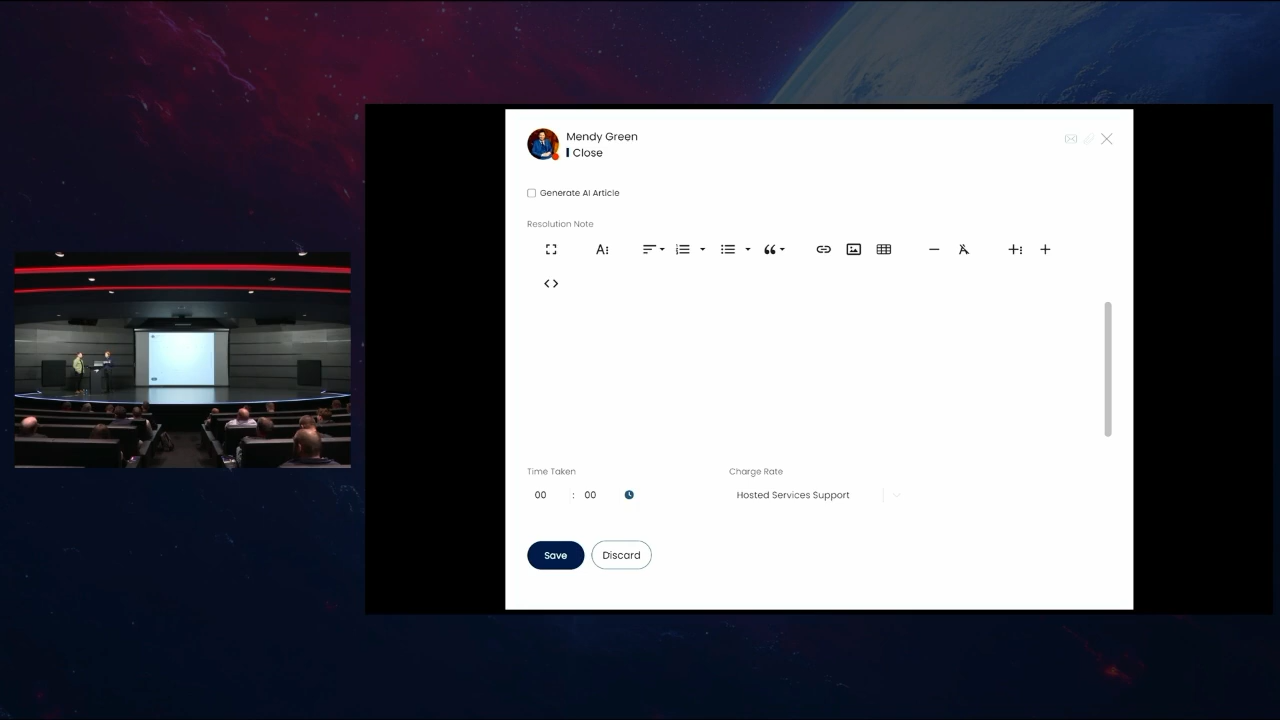 Mendy Green
Close
Generate AI Article
Resolution Note
Time Taken
Charge Rate
00 : 00
Hosted Services Support
Save
Discard